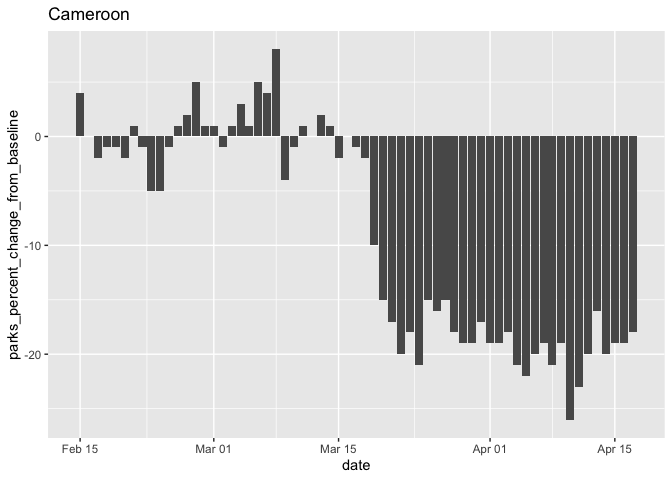 Cameroon
parks_percent_change_from_baseline
0
-10
-20
Feb 15
Mar 01
Mar 15
Apr 01
Apr 15
date